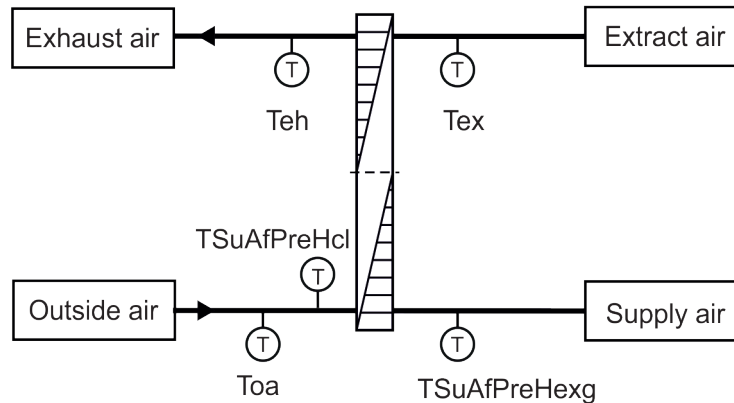 Exhaust air
Extract air
T
T
Teh
Tex
TSuAfPreHcl
T
Outside air
Supply air
T
T
Toa
TSuAfPreHexg